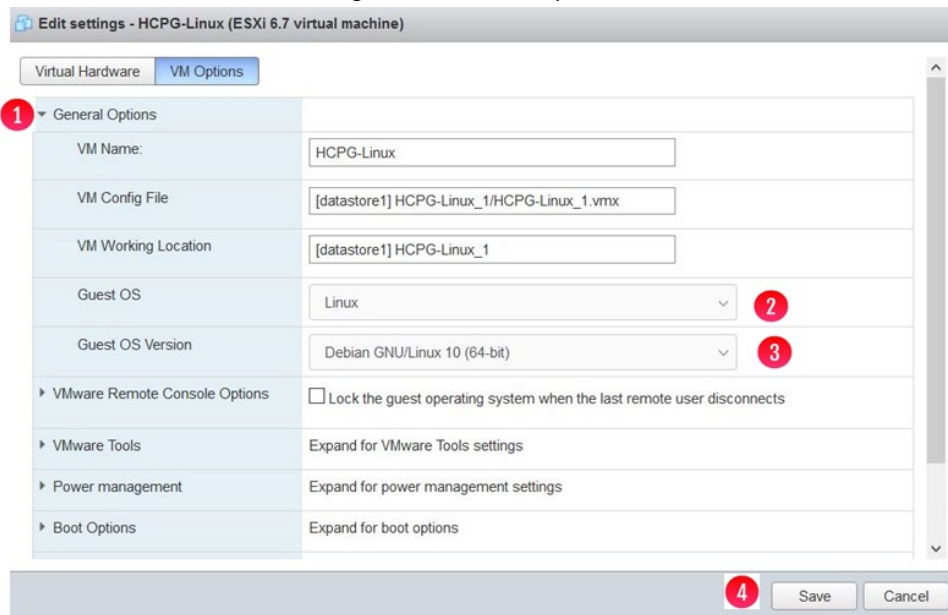 Edit settings - HCPG-Linux (ESXi 6.7 virtual machine)
Virtual Hardware VM Options
1 General Options
VM Name: HCPG-Linux
VM Config File [datastore1] HCPG-Linux_1/HCPG-Linux_1.vmx
VM Working Location [datastore1] HCPG-Linux_1
Guest OS Linux 2
Guest OS Version Debian GNU/Linux 10 (64-bit) 3
VMware Remote Console Options Lock the guest operating system when the last remote user disconnects
VMware Tools Expand for VMware Tools settings
Power management Expand for power management settings
Boot Options Expand for boot options
4 Save Cancel